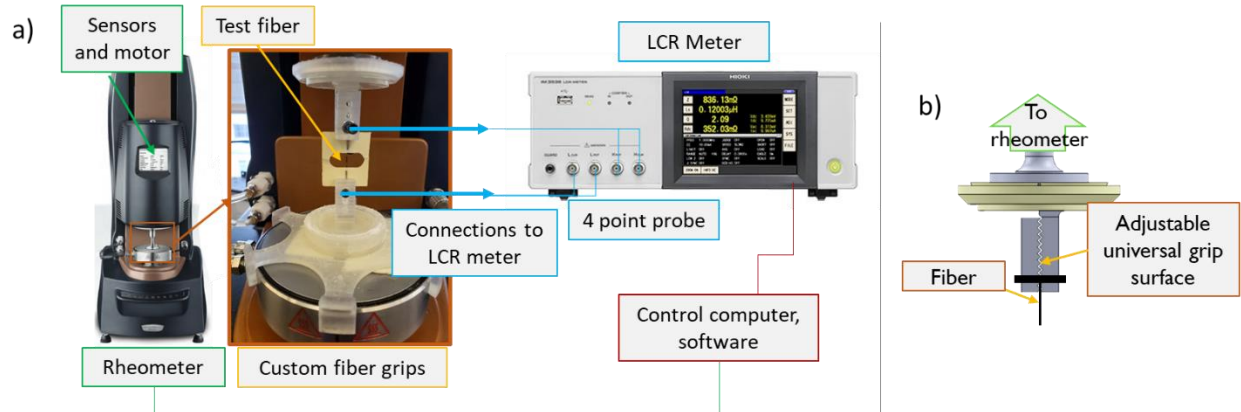 a)
Sensors
and motor
Test fiber
LCR Meter
HIOKI
836.13mΩ
0.12003µH
2.09
352.03mΩ
b)
To
rheometer
Adjustable
universal grip
surface
Fiber
4 point probe
Connections to
LCR meter
Control computer,
software
Rheometer
Custom fiber grips